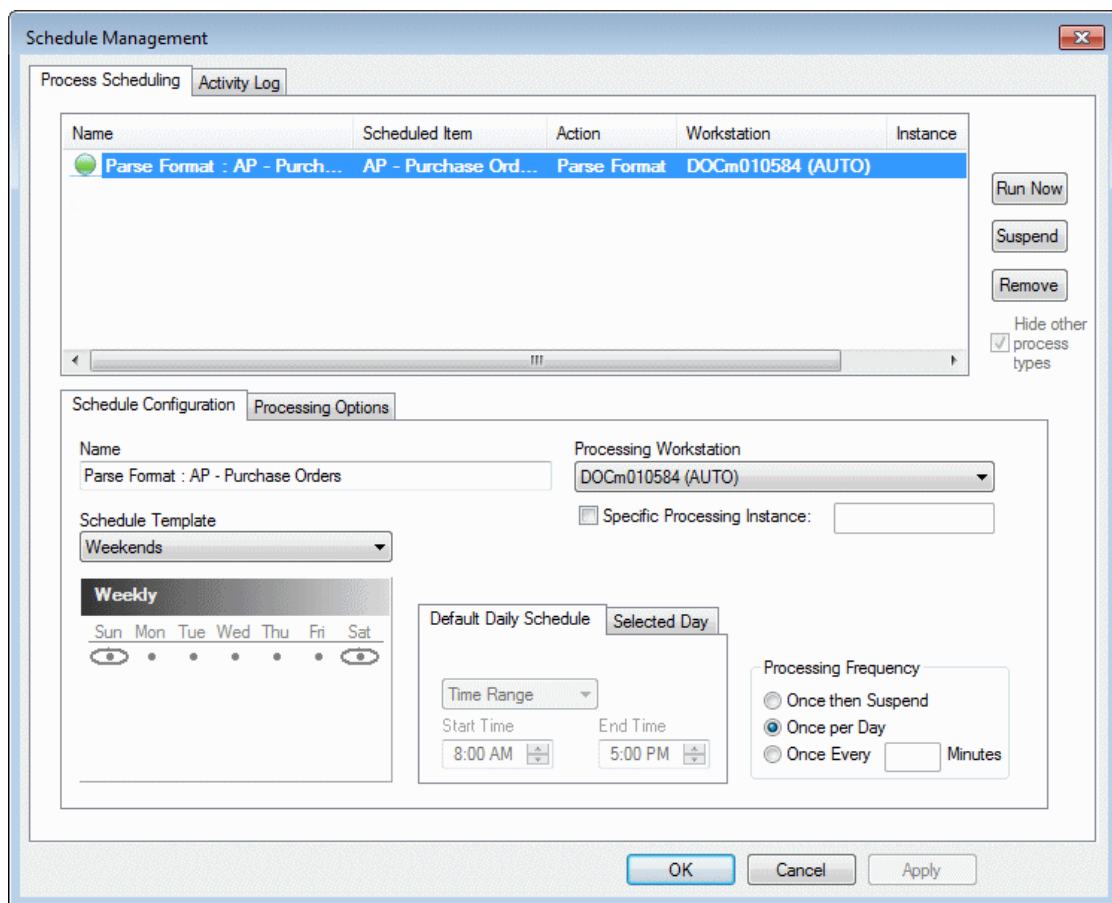 Schedule Management
Process Scheduling Activity Log
Name Scheduled Item Action Workstation Instance
Parse Format : AP - Purch... AP - Purchase Ord... Parse Format DOCm010584 (AUTO)
Run Now
Suspend
Remove
Hide other
process
types
Schedule Configuration Processing Options
Name
Parse Format : AP - Purchase Orders
Processing Workstation
DOCm010584 (AUTO)
Specific Processing Instance:
Schedule Template
Weekends
Weekly
Sun Mon Tue Wed Thu Fri Sat
Default Daily Schedule Selected Day
Time Range
Start Time End Time
8:00 AM 5:00 PM
Processing Frequency
Once then Suspend
Once per Day
Once Every Minutes
OK Cancel Apply